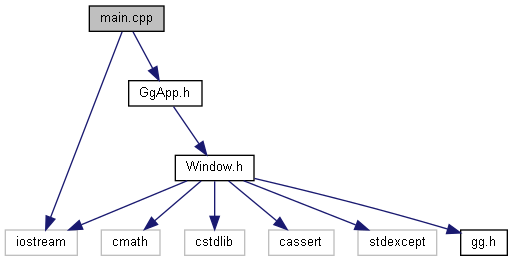 main.cpp
GgApp.h
Window.h
iostream
cmath
cstdlib
cassert
stdexcept
gg.h